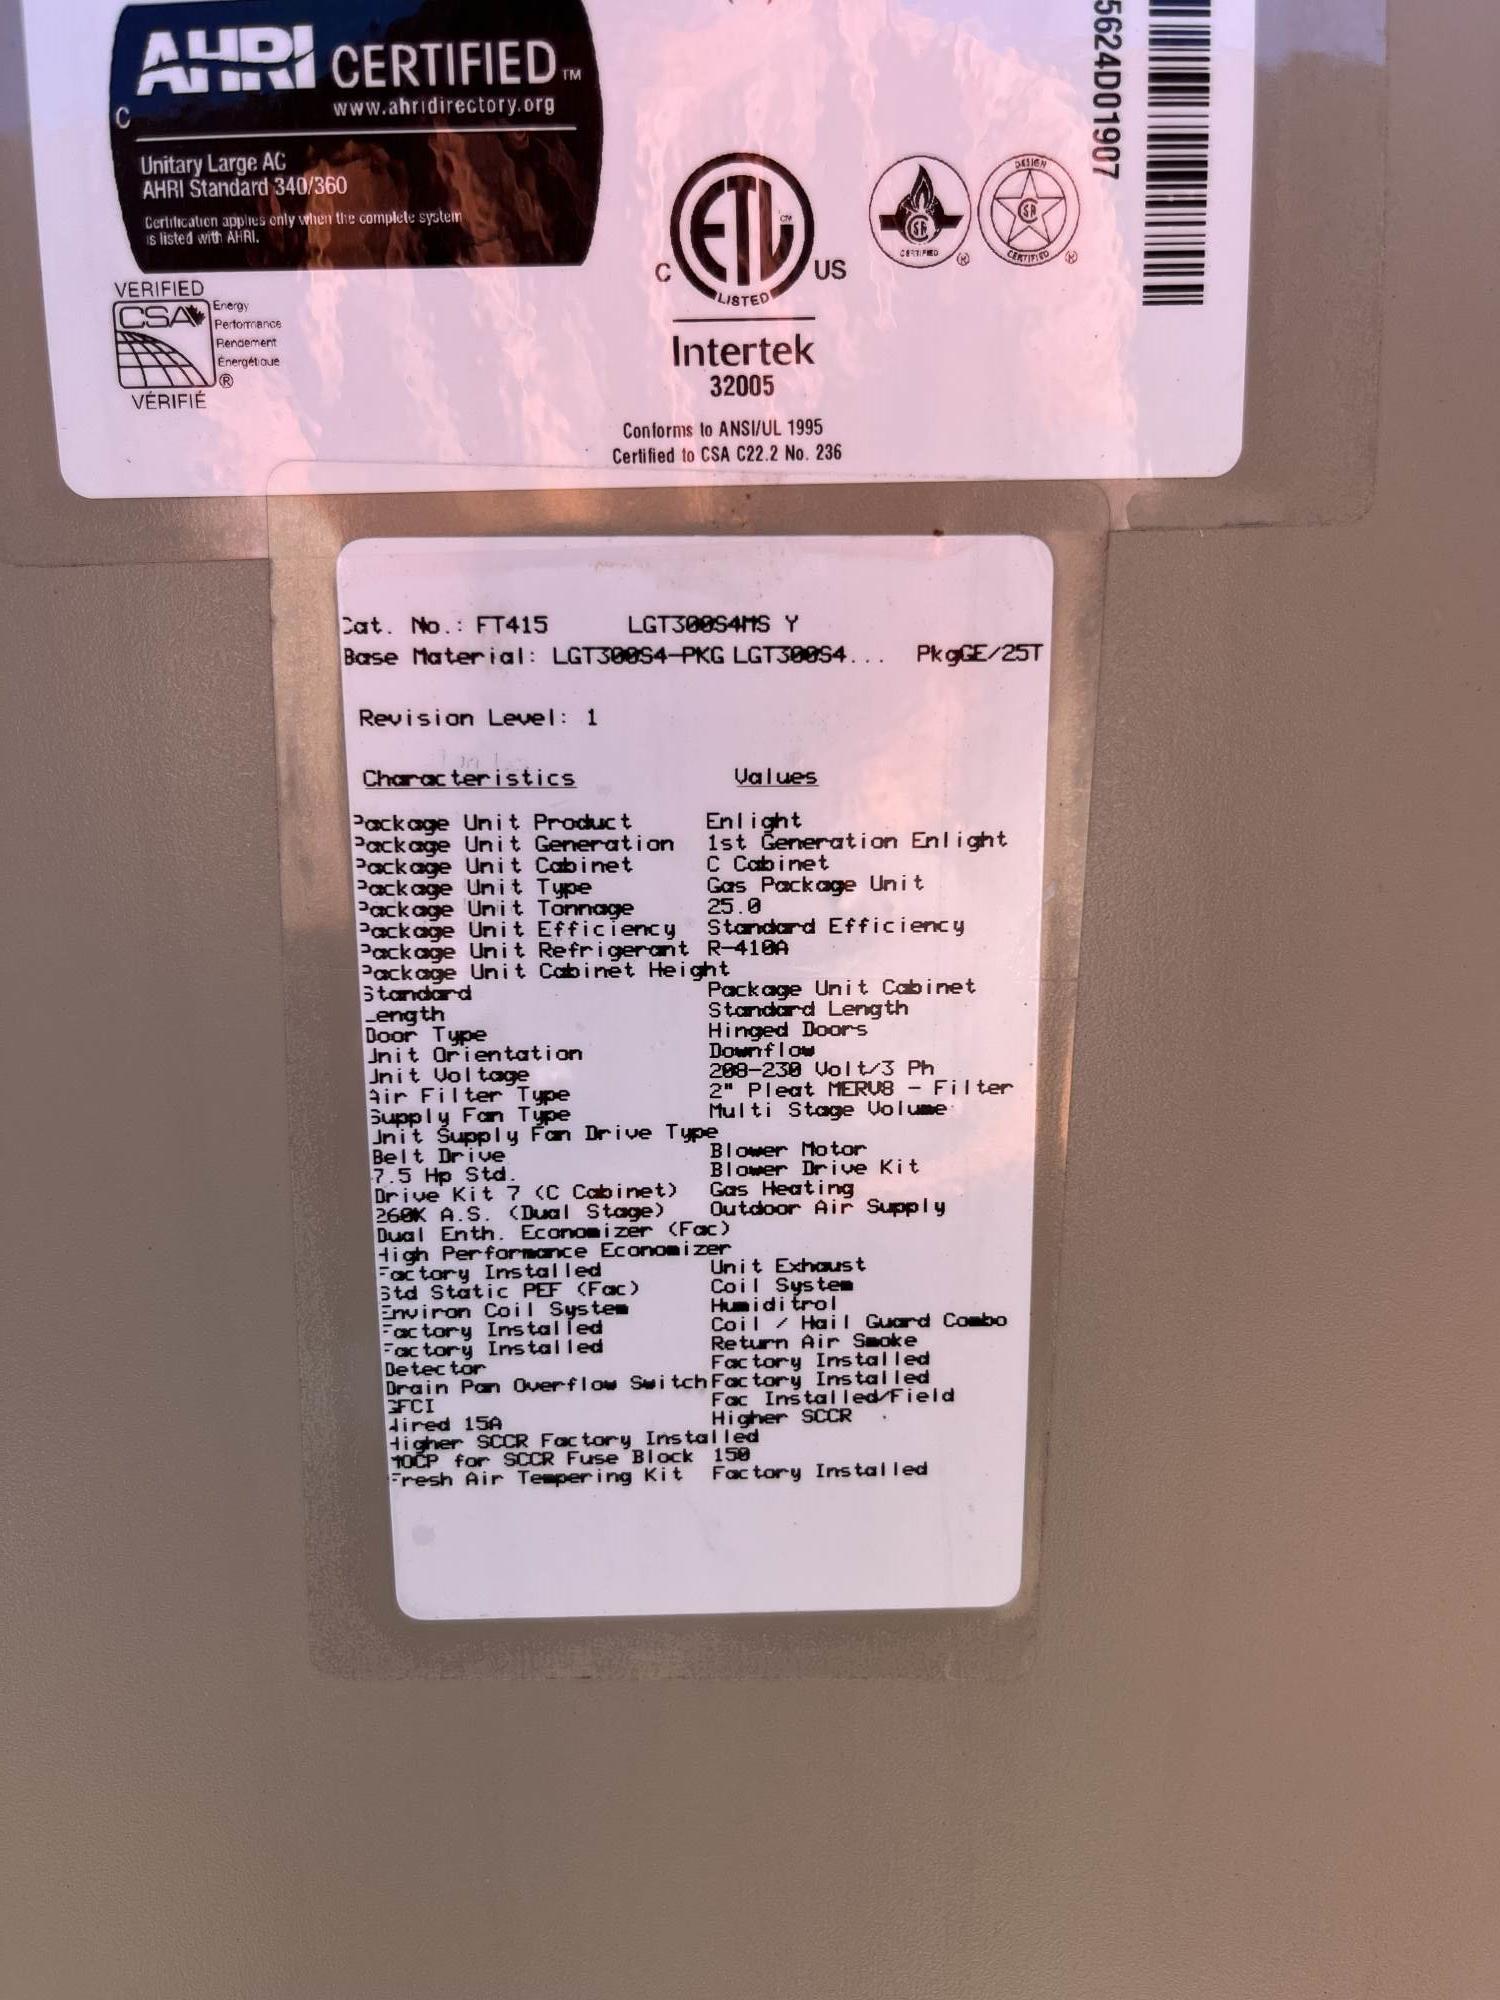 AHRI CERTIFIED™
www.ahridirectory.org
C
Unitary Large AC
AHRI Standard 340/360
Certification applies only when the complete system
is listed with AHRI.
VERIFIED
CSA
Energy
Performance
Rendement
Énergétique
®
VÉRIFIÉ
ETL
CM
C
US
LISTED
Intertek
32005
Conforms to ANSI/UL 1995
Certified to CSA C22.2 No. 236
CERTIFIED
®
DESIGN
CERTIFIED
®
5624D01907
Cat. No.: FT415 LGT300S4MS Y
Base Material: LGT300S4-PKG LGT300S4... PkgGE/25T
Revision Level: 1
Characteristics Values
Package Unit Product Enlight
Package Unit Generation 1st Generation Enlight
Package Unit Cabinet C Cabinet
Package Unit Type Gas Package Unit
Package Unit Tonnage 25.0
Package Unit Efficiency Standard Efficiency
Package Unit Refrigerant R-410A
Package Unit Cabinet Height
Standard Package Unit Cabinet
Length Standard Length
Door Type Hinged Doors
Unit Orientation Downflow
Unit Voltage 208-230 Volt/3 Ph
Air Filter Type 2" Pleat MERV8 - Filter
Supply Fan Type Multi Stage Volume
Unit Supply Fan Drive Type
Belt Drive Blower Motor
7.5 Hp Std. Blower Drive Kit
Drive Kit 7 (C Cabinet) Gas Heating
260K A.S. (Dual Stage) Outdoor Air Supply
Dual Enth. Economizer (Fac)
High Performance Economizer
Factory Installed Unit Exhaust
Std Static PEF (Fac) Coil System
Environ Coil System Humiditrol
Factory Installed Coil / Hail Guard Combo
Factory Installed Return Air Smoke
Detector Factory Installed
Drain Pan Overflow Switch Factory Installed
GFCI Fac Installed/Field
Wired 15A Higher SCCR
Higher SCCR Factory Installed
MOCP for SCCR Fuse Block 150
Fresh Air Tempering Kit Factory Installed